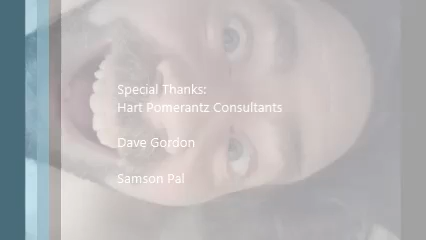 Special Thanks:
Hart Pomerantz Consultants
Dave Gordon
Samson Pal